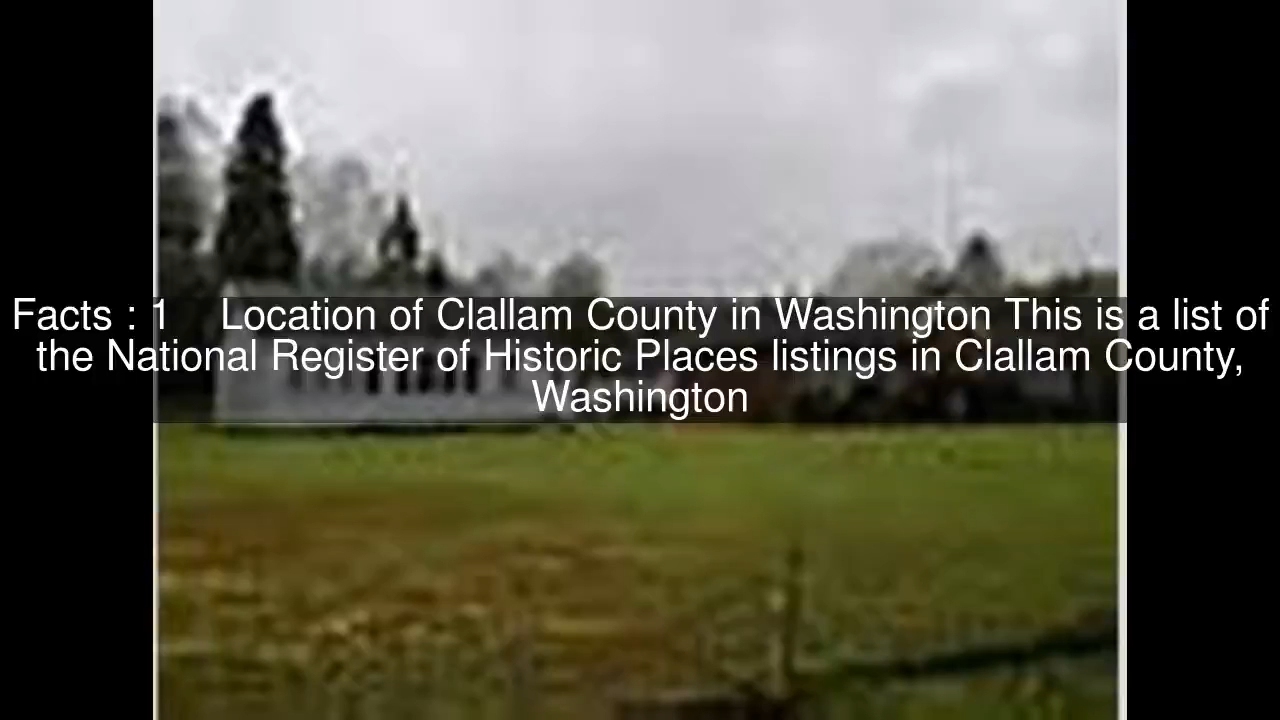 Facts : 1 Location of Clallam County in Washington This is a list of
the National Register of Historic Places listings in Clallam County,
Washington